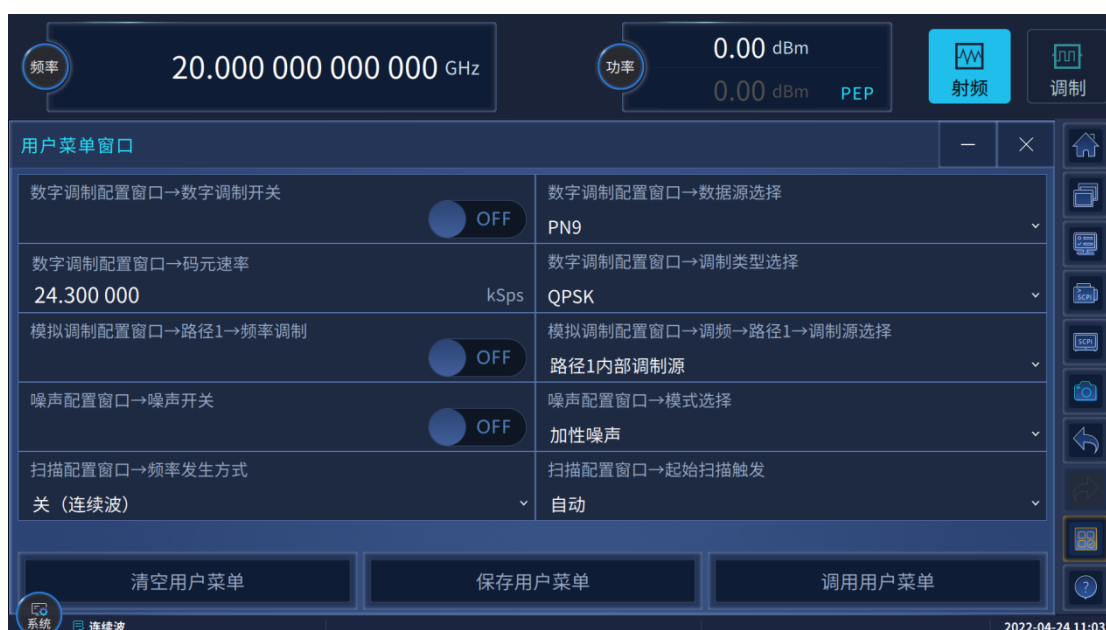 频率
20.000 000 000 000 GHz
功率
0.00 dBm
0.00 dBm PEP
射频
调制
用户菜单窗口
数字调制配置窗口→数字调制开关
OFF
数字调制配置窗口→数据源选择
PN9
数字调制配置窗口→码元速率
24.300 000 kSps
数字调制配置窗口→调制类型选择
QPSK
模拟调制配置窗口→路径1→频率调制
OFF
模拟调制配置窗口→调频→路径1→调制源选择
路径1内部调制源
噪声配置窗口→噪声开关
OFF
噪声配置窗口→模式选择
加性噪声
扫描配置窗口→频率发生方式
关（连续波）
扫描配置窗口→起始扫描触发
自动
SCPI
SCPI
清空用户菜单
保存用户菜单
调用用户菜单
系统
连续波
2022-04-24 11:03